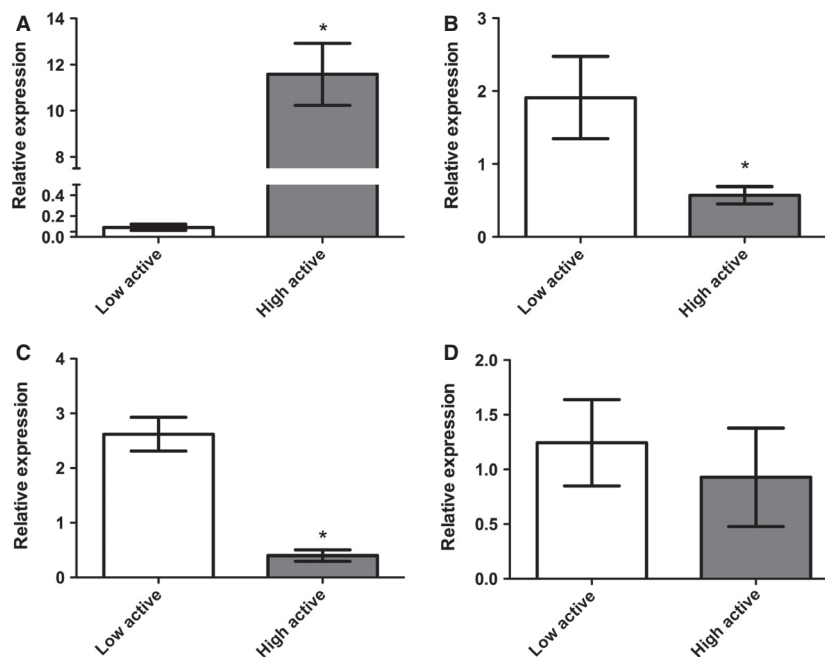 A
Relative expression
14
12
10
8
0.4
0.2
0.0
*
Low active
High active
B
Relative expression
3
2
1
0
*
Low active
High active
C
Relative expression
4
3
2
1
0
*
Low active
High active
D
Relative expression
2.0
1.5
1.0
0.5
0.0
Low active
High active